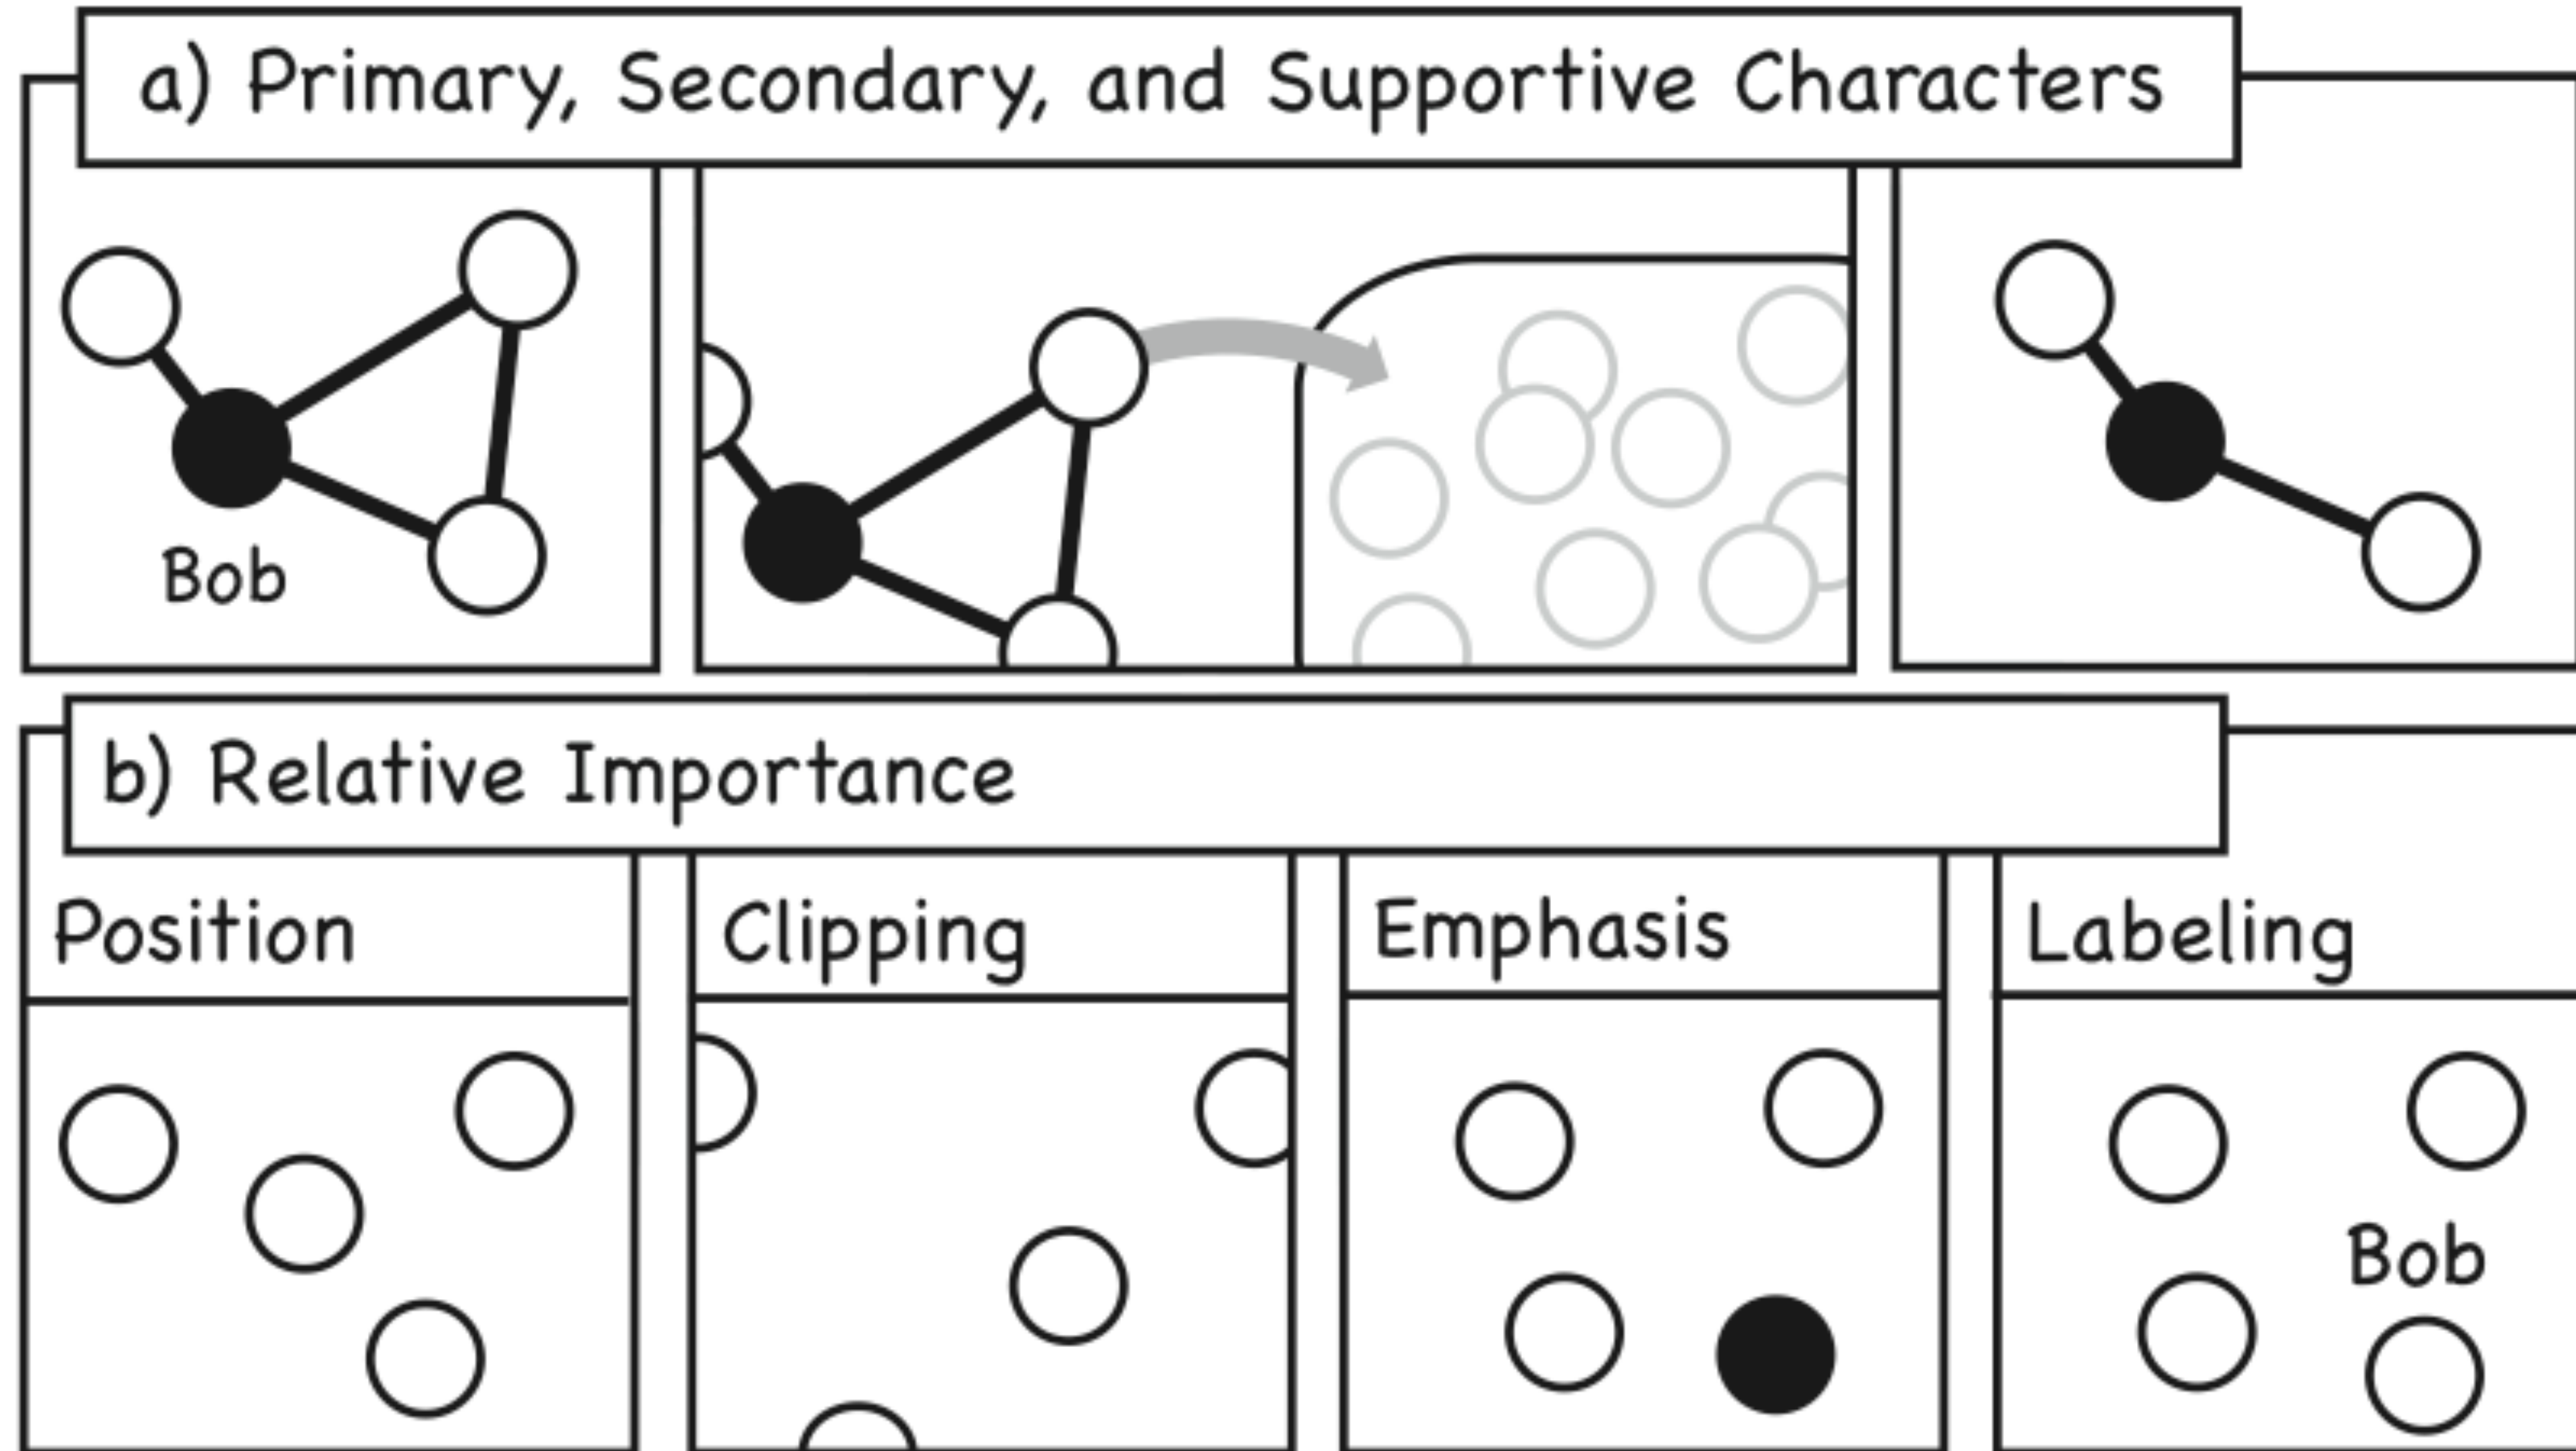 a) Primary, Secondary, and Supportive Characters
Bob
b) Relative Importance
Position
Clipping
Emphasis
Labeling
Bob